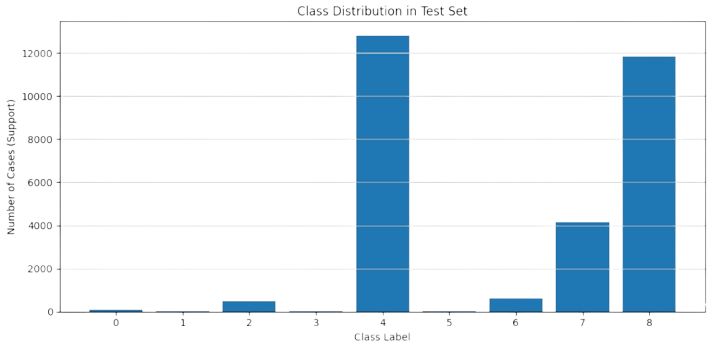 Class Distribution in Test Set
Number of Cases (Support)
12000
10000
8000
6000
4000
2000
0
0 1 2 3 4 5 6 7 8
Class Label